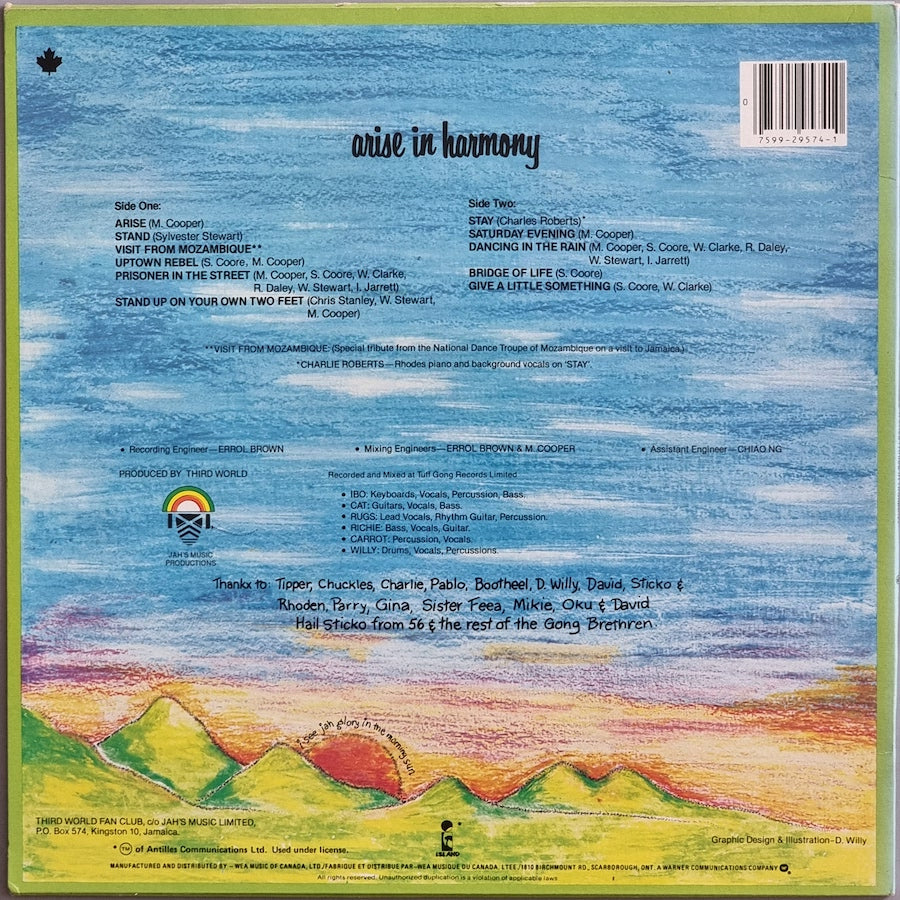 0
7599-29574-1
arise in harmony
Side One:
ARISE (M. Cooper)
STAND (Sylvester Stewart)
VISIT FROM MOZAMBIQUE**
UPTOWN REBEL (S. Coore, M. Cooper)
PRISONER IN THE STREET (M. Cooper, S. Coore, W. Clarke,
R. Daley, W. Stewart, I. Jarrett)
STAND UP ON YOUR OWN TWO FEET (Chris Stanley, W. Stewart,
M. Cooper)
Side Two:
STAY (Charles Roberts)*
SATURDAY EVENING (M. Cooper)
DANCING IN THE RAIN (M. Cooper, S. Coore, W. Clarke, R. Daley,
W. Stewart, I. Jarrett)
BRIDGE OF LIFE (S. Coore)
GIVE A LITTLE SOMETHING (S. Coore, W. Clarke)
**VISIT FROM MOZAMBIQUE: (Special tribute from the National Dance Troupe of Mozambique on a visit to Jamaica.)
*CHARLIE ROBERTS—Rhodes piano and background vocals on 'STAY'.
• Recording Engineer—ERROL BROWN
• Mixing Engineers—ERROL BROWN & M. COOPER
• Assistant Engineer—CHIAO NG
PRODUCED BY THIRD WORLD
JAH'S MUSIC
PRODUCTIONS
Recorded and Mixed at Tuff Gong Records Limited
• IBO: Keyboards, Vocals, Percussion, Bass.
• CAT: Guitars, Vocals, Bass.
• RUGS: Lead Vocals, Rhythm Guitar, Percussion.
• RICHIE: Bass, Vocals, Guitar.
• CARROT: Percussion, Vocals.
• WILLY: Drums, Vocals, Percussions.
Thankx to: Tipper, Chuckles, Charlie, Pablo, Bootheel, D. Willy, David, Sticko &
Rhoden, Parry, Gina, Sister Feea, Mikie, Oku & David
Hail Sticko from 56 & the rest of the Gong Brethren
I see jah glory in the morning sun
THIRD WORLD FAN CLUB, c/o JAH'S MUSIC LIMITED,
P.O. Box 574, Kingston 10, Jamaica.
* TM of Antilles Communications Ltd. Used under license.
ISLAND
Graphic Design & Illustration–D. Willy
MANUFACTURED AND DISTRIBUTED BY – WEA MUSIC OF CANADA, LTD / FABRIQUE ET DISTRIBUE PAR–WEA MUSIQUE DU CANADA, LTEE / 1810 BIRCHMOUNT RD., SCARBOROUGH, ONT. A WARNER COMMUNICATIONS COMPANY
All rights reserved. Unauthorized duplication is a violation of applicable laws